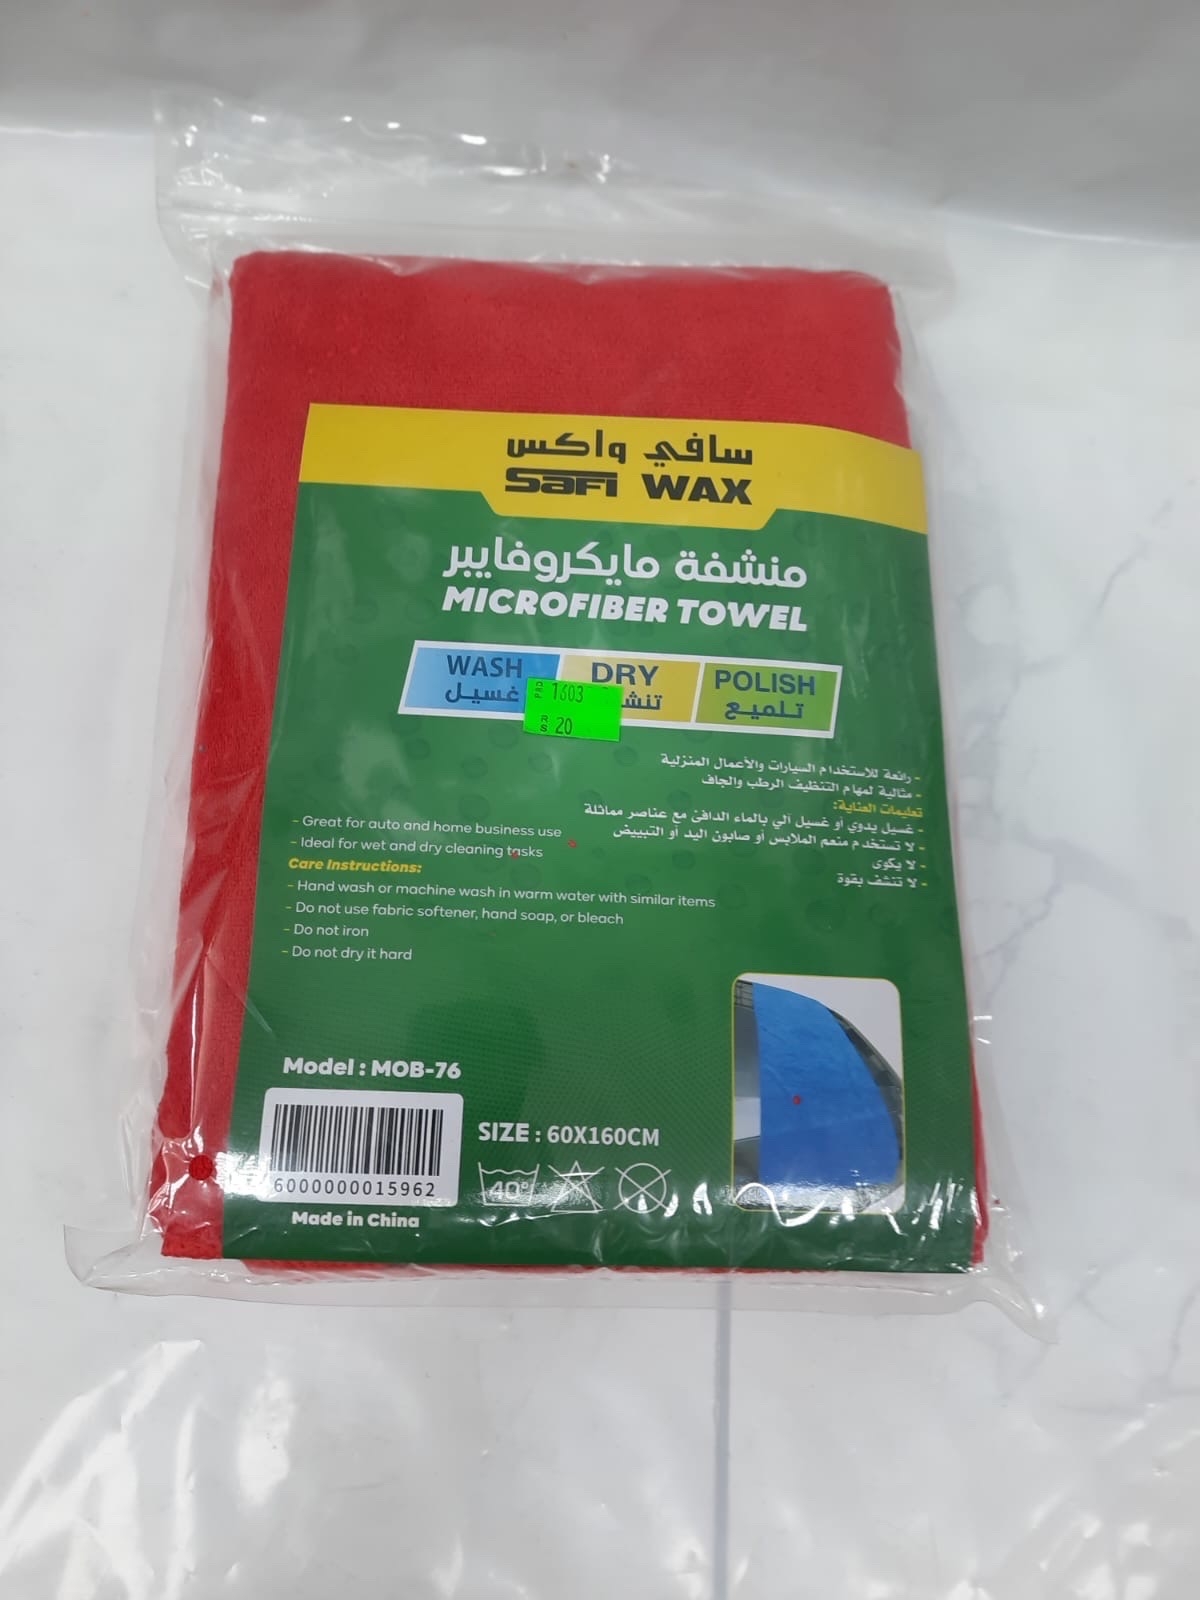 سافي واكس
SAFI WAX
منشفة مايكروفايبر
MICROFIBER TOWEL
WASH DRY POLISH
غسيل تلميع
PRD 1603
RS 20
- رائعة للاستخدام السيارات والأعمال المنزلية
- مثالية لمهام التنظيف الرطب والجاف
تعليمات العناية:
- غسيل يدوي أو غسيل آلي بالماء الدافئ مع عناصر مماثلة
- لا تستخدم منعم الملابس أو صابون اليد أو التبييض
- لا يكوى
- لا تنشف بقوة
- Great for auto and home business use
- Ideal for wet and dry cleaning tasks
Care Instructions:
- Hand wash or machine wash in warm water with similar items
- Do not use fabric softener, hand soap, or bleach
- Do not iron
- Do not dry it hard
Model : MOB-76
6000000015962
Made in China
SIZE : 60X160CM
40°